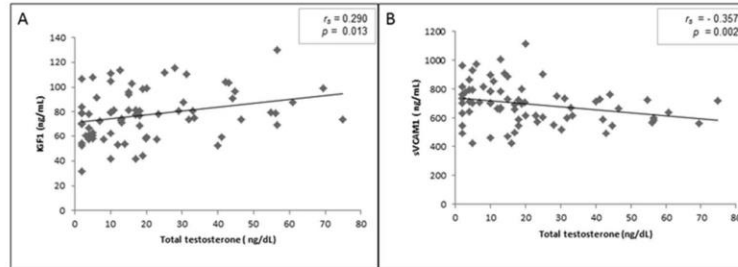 A
rs = 0.290
p = 0.013
IGF1 (ng/mL)
140
120
100
80
60
40
20
0
0 10 20 30 40 50 60 70 80
Total testosterone ( ng/dL)
B
rs = - 0.357
p = 0.002
sVCAM1 ( ng/mL)
1200
1000
800
600
400
200
0
0 10 20 30 40 50 60 70 80
Total testosterone (ng/dL)